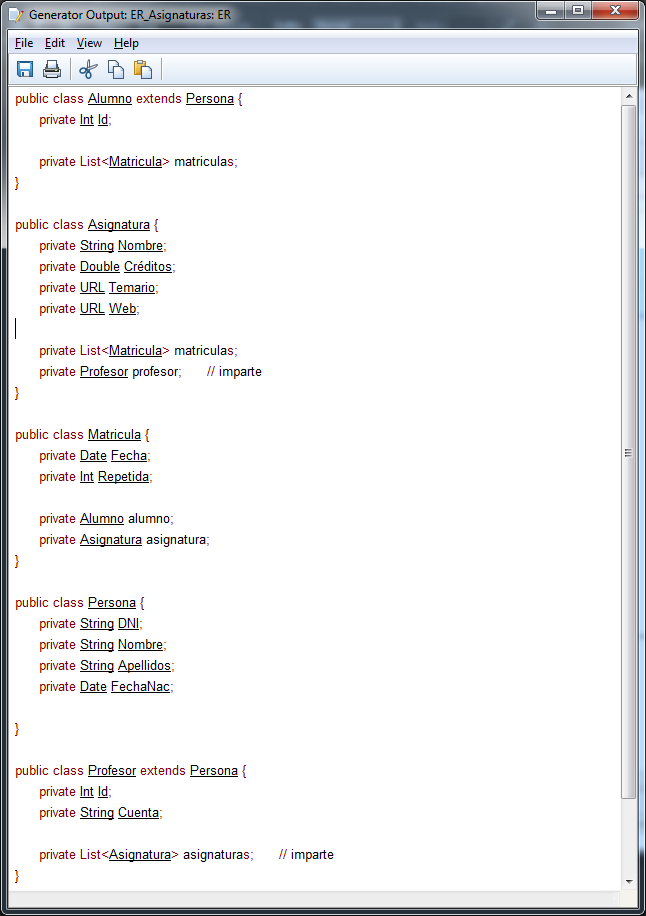 Generator Output: ER_Asignaturas: ER
File Edit View Help
public class Alumno extends Persona {
private Int Id;
private List<Matricula> matriculas;
}
public class Asignatura {
private String Nombre;
private Double Créditos;
private URL Temario;
private URL Web;
private List<Matricula> matriculas;
private Profesor profesor; // imparte
}
public class Matricula {
private Date Fecha;
private Int Repetida;
private Alumno alumno;
private Asignatura asignatura;
}
public class Persona {
private String DNI;
private String Nombre;
private String Apellidos;
private Date FechaNac;
}
public class Profesor extends Persona {
private Int Id;
private String Cuenta;
private List<Asignatura> asignaturas; // imparte
}